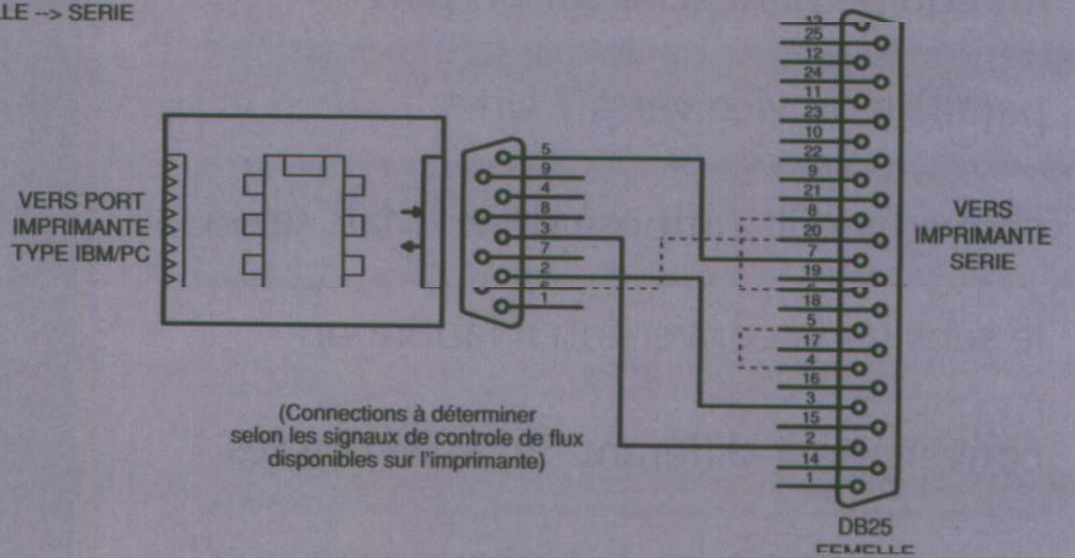 LLE --> SERIE
VERS PORT
IMPRIMANTE
TYPE IBM/PC
5
9
4
8
3
7
2
6
1
(Connections à déterminer
selon les signaux de controle de flux
disponibles sur l'imprimante)
13
25
12
24
11
23
10
22
9
21
8
20
7
19
6
18
5
17
4
16
3
15
2
14
1
VERS
IMPRIMANTE
SERIE
DB25
FEMELLE